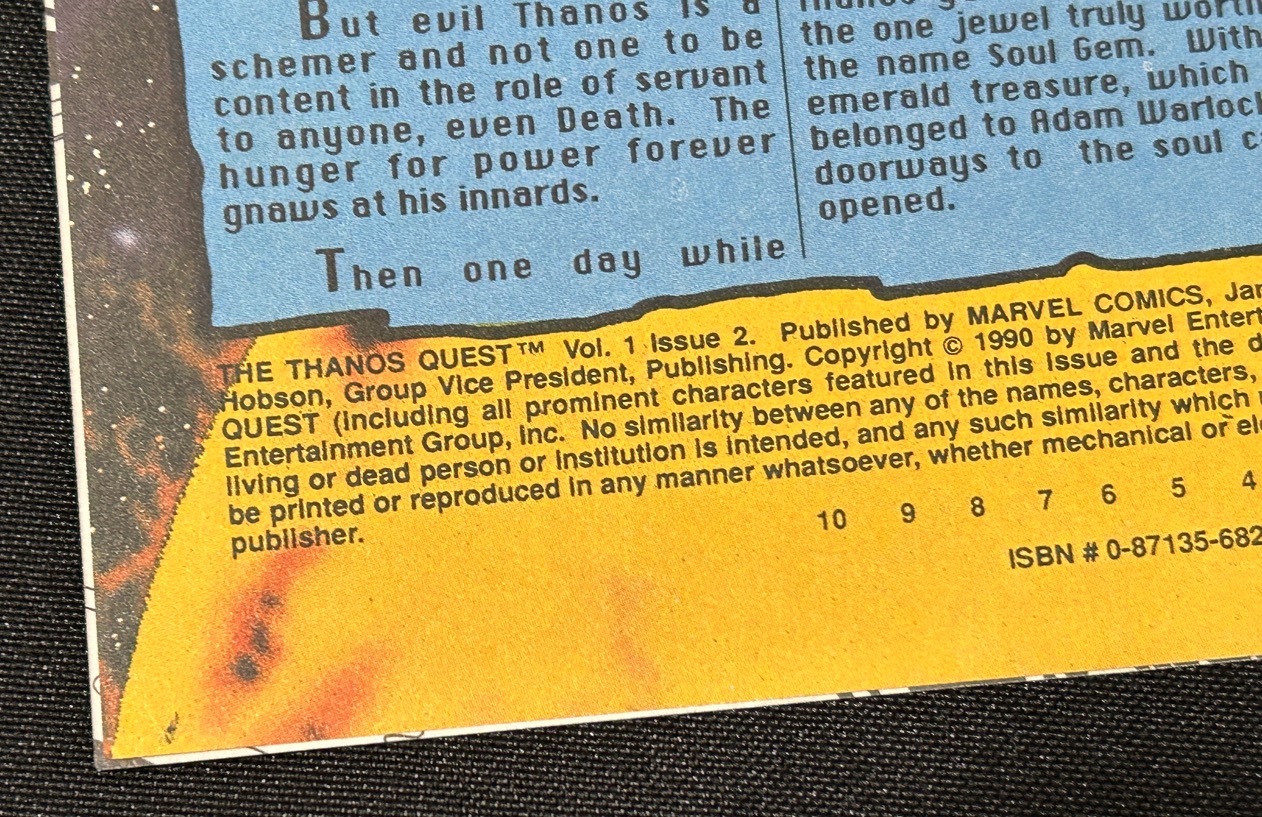 But evil Thanos is a
schemer and not one to be
content in the role of servant
to anyone, even Death. The
hunger for power forever
gnaws at his innards.
Then one day while
the one jewel truly
the name Soul Gem. With
emerald treasure, which
belonged to Adam
doorways to the soul
opened.
THE THANOS QUEST™ Vol. 1 Issue 2. Published by MARVEL COMICS,
Hobson, Group Vice President, Publishing. Copyright © 1990 by Marvel
QUEST (including all prominent characters featured in this issue and the
Entertainment Group, Inc. No similarity between any of the names, characters,
living or dead person or institution is intended, and any such similarity which
be printed or reproduced in any manner whatsoever, whether mechanical or
publisher.
10 9 8 7 6 5 4
ISBN # 0-87135-682